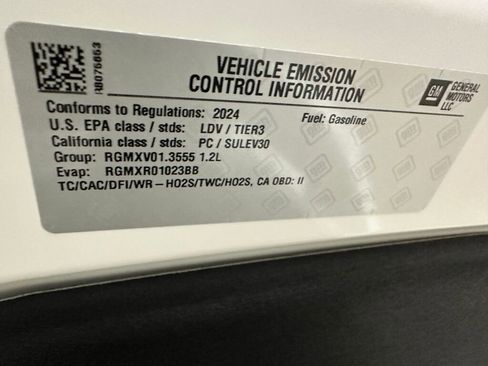 VEHICLE EMISSION
CONTROL INFORMATION
GM GENERAL MOTORS LLC
Conforms to Regulations: 2024
Fuel: Gasoline
U.S. EPA class / stds: LDV / TIER3
California class / stds: PC / SULEV30
Group: RGMXV01.3555 1.2L
Evap: RGMXR01023BB
TC/CAC/DFI/WR-HO2S/TWC/HO2S, CA OBD: II